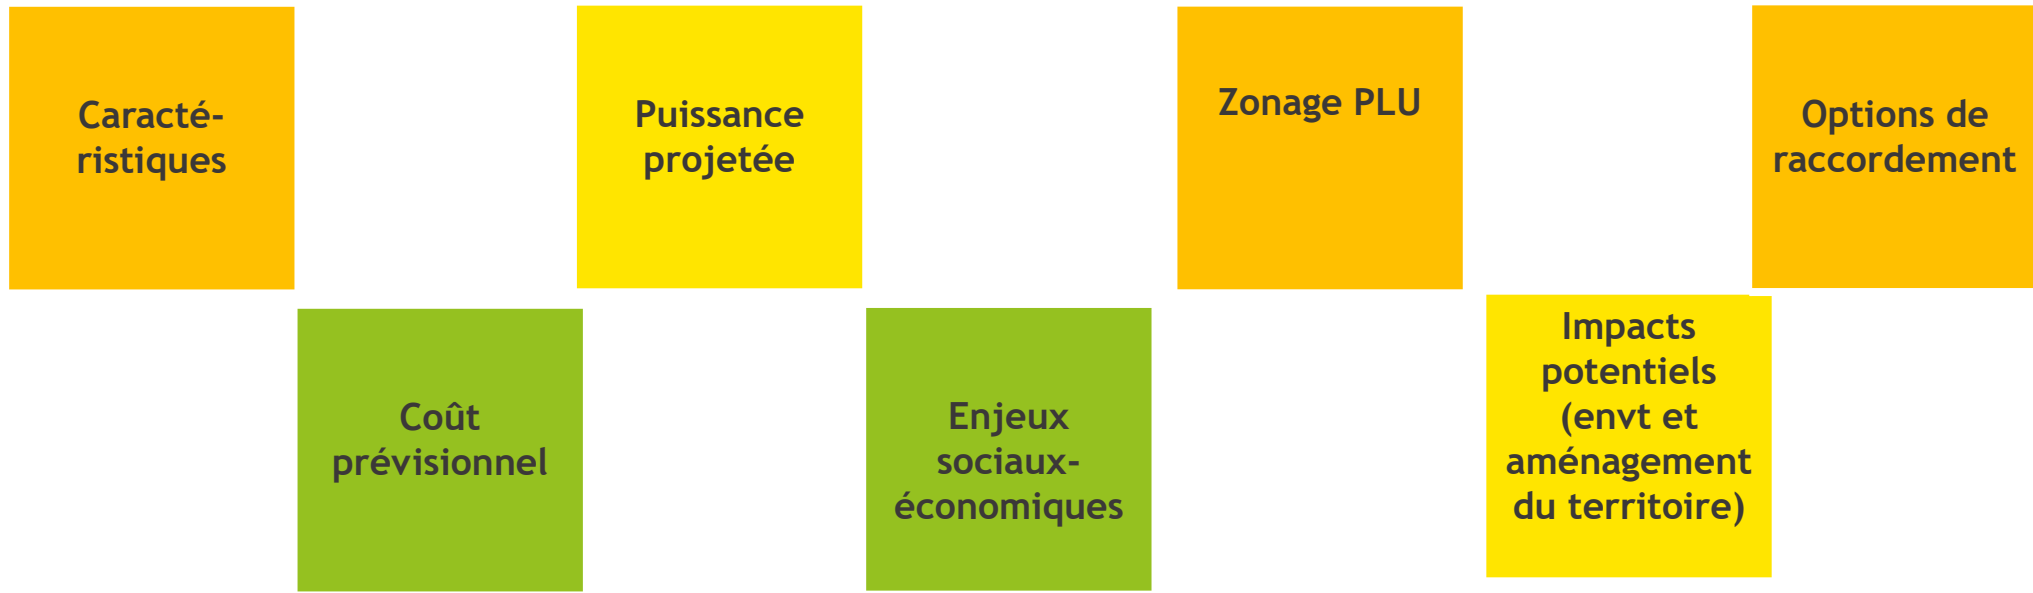 Caracté-
ristiques
Puissance
projetée
Zonage PLU
Options de
raccordement
Coût
prévisionnel
Enjeux
sociaux-
économiques
Impacts
potentiels
(envt et
aménagement
du territoire)